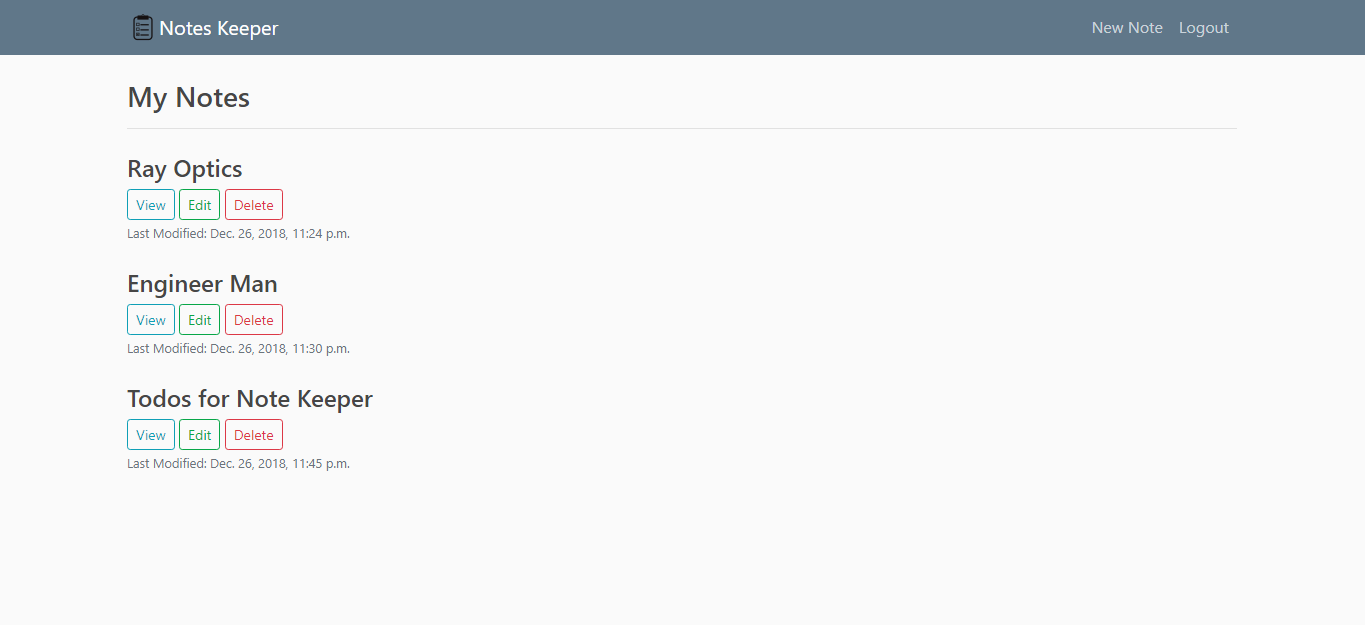 Notes Keeper New Note Logout
My Notes
Ray Optics
View Edit Delete
Last Modified: Dec. 26, 2018, 11:24 p.m.
Engineer Man
View Edit Delete
Last Modified: Dec. 26, 2018, 11:30 p.m.
Todos for Note Keeper
View Edit Delete
Last Modified: Dec. 26, 2018, 11:45 p.m.